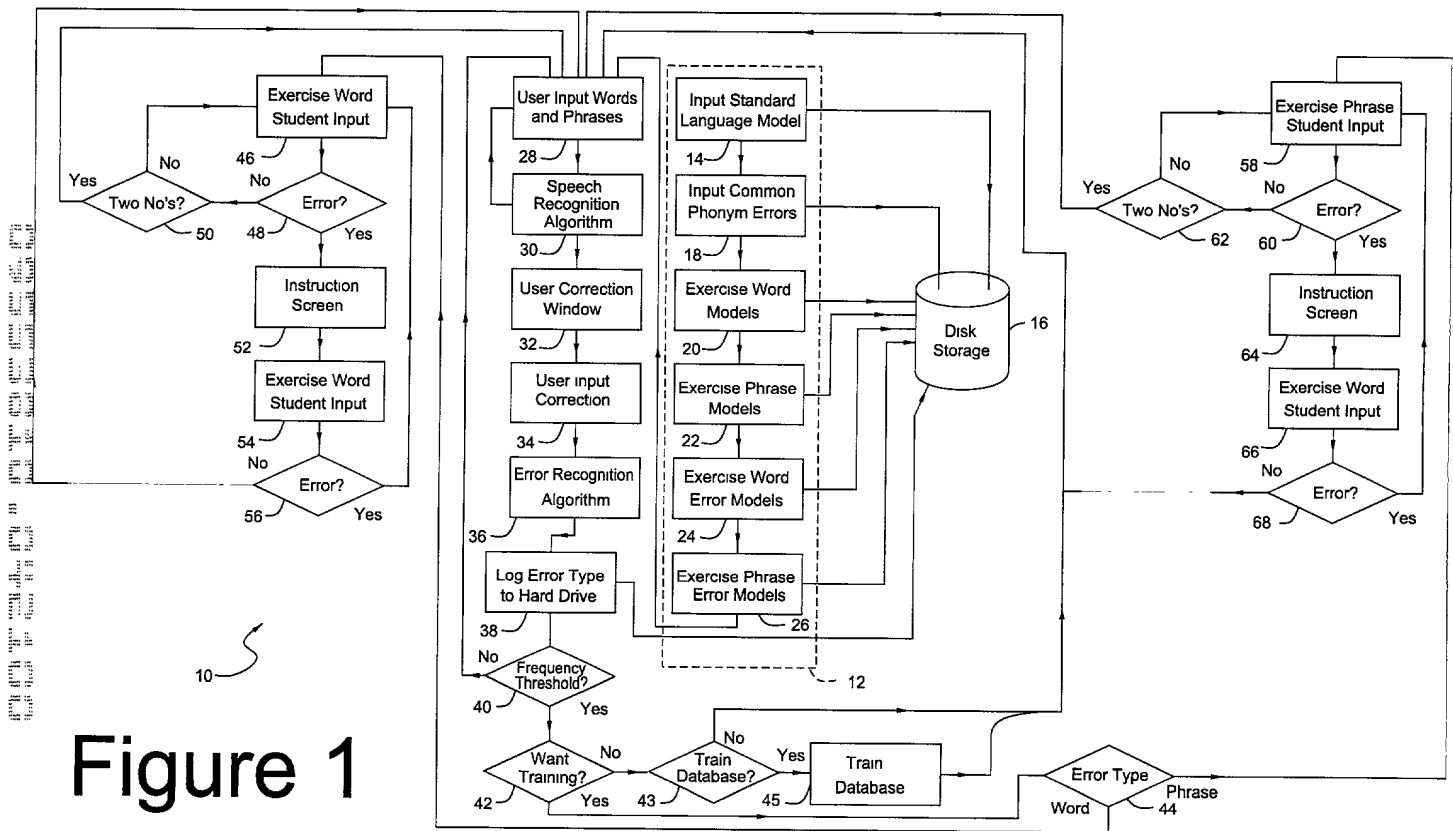 Exercise Word
Student Input
46
No
Yes
Two No's?
50
No
Error?
48
Yes
Instruction
Screen
52
Exercise Word
Student Input
54
No
Error?
56
Yes
10
Figure 1
User Input Words
and Phrases
28
Speech
Recognition
Algorithm
30
User Correction
Window
32
User Input
Correction
34
Error Recognition
Algorithm
36
Log Error Type
to Hard Drive
38
No
Frequency
Threshold?
40
Yes
Want
Training?
42
No
Yes
Train
Database?
43
No
Yes
Train
Database
45
Input Standard
Language Model
14
Input Common
Phonym Errors
18
Exercise Word
Models
20
Exercise Phrase
Models
22
Exercise Word
Error Models
24
Exercise Phrase
Error Models
26
12
Disk
Storage
16
Error Type
Word
44
Phrase
Exercise Phrase
Student Input
58
No
Yes
Two No's?
62
No
Error?
60
Yes
Instruction
Screen
64
Exercise Word
Student Input
66
No
Error?
68
Yes